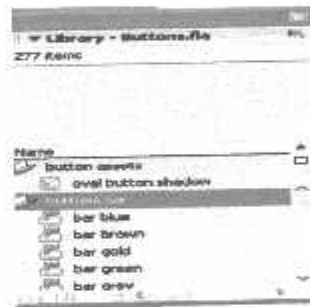 Library - Buttons.fla
277 items
Name
button assets
oval button shadow
bar blue
bar brown
bar gold
bar green
bar grey